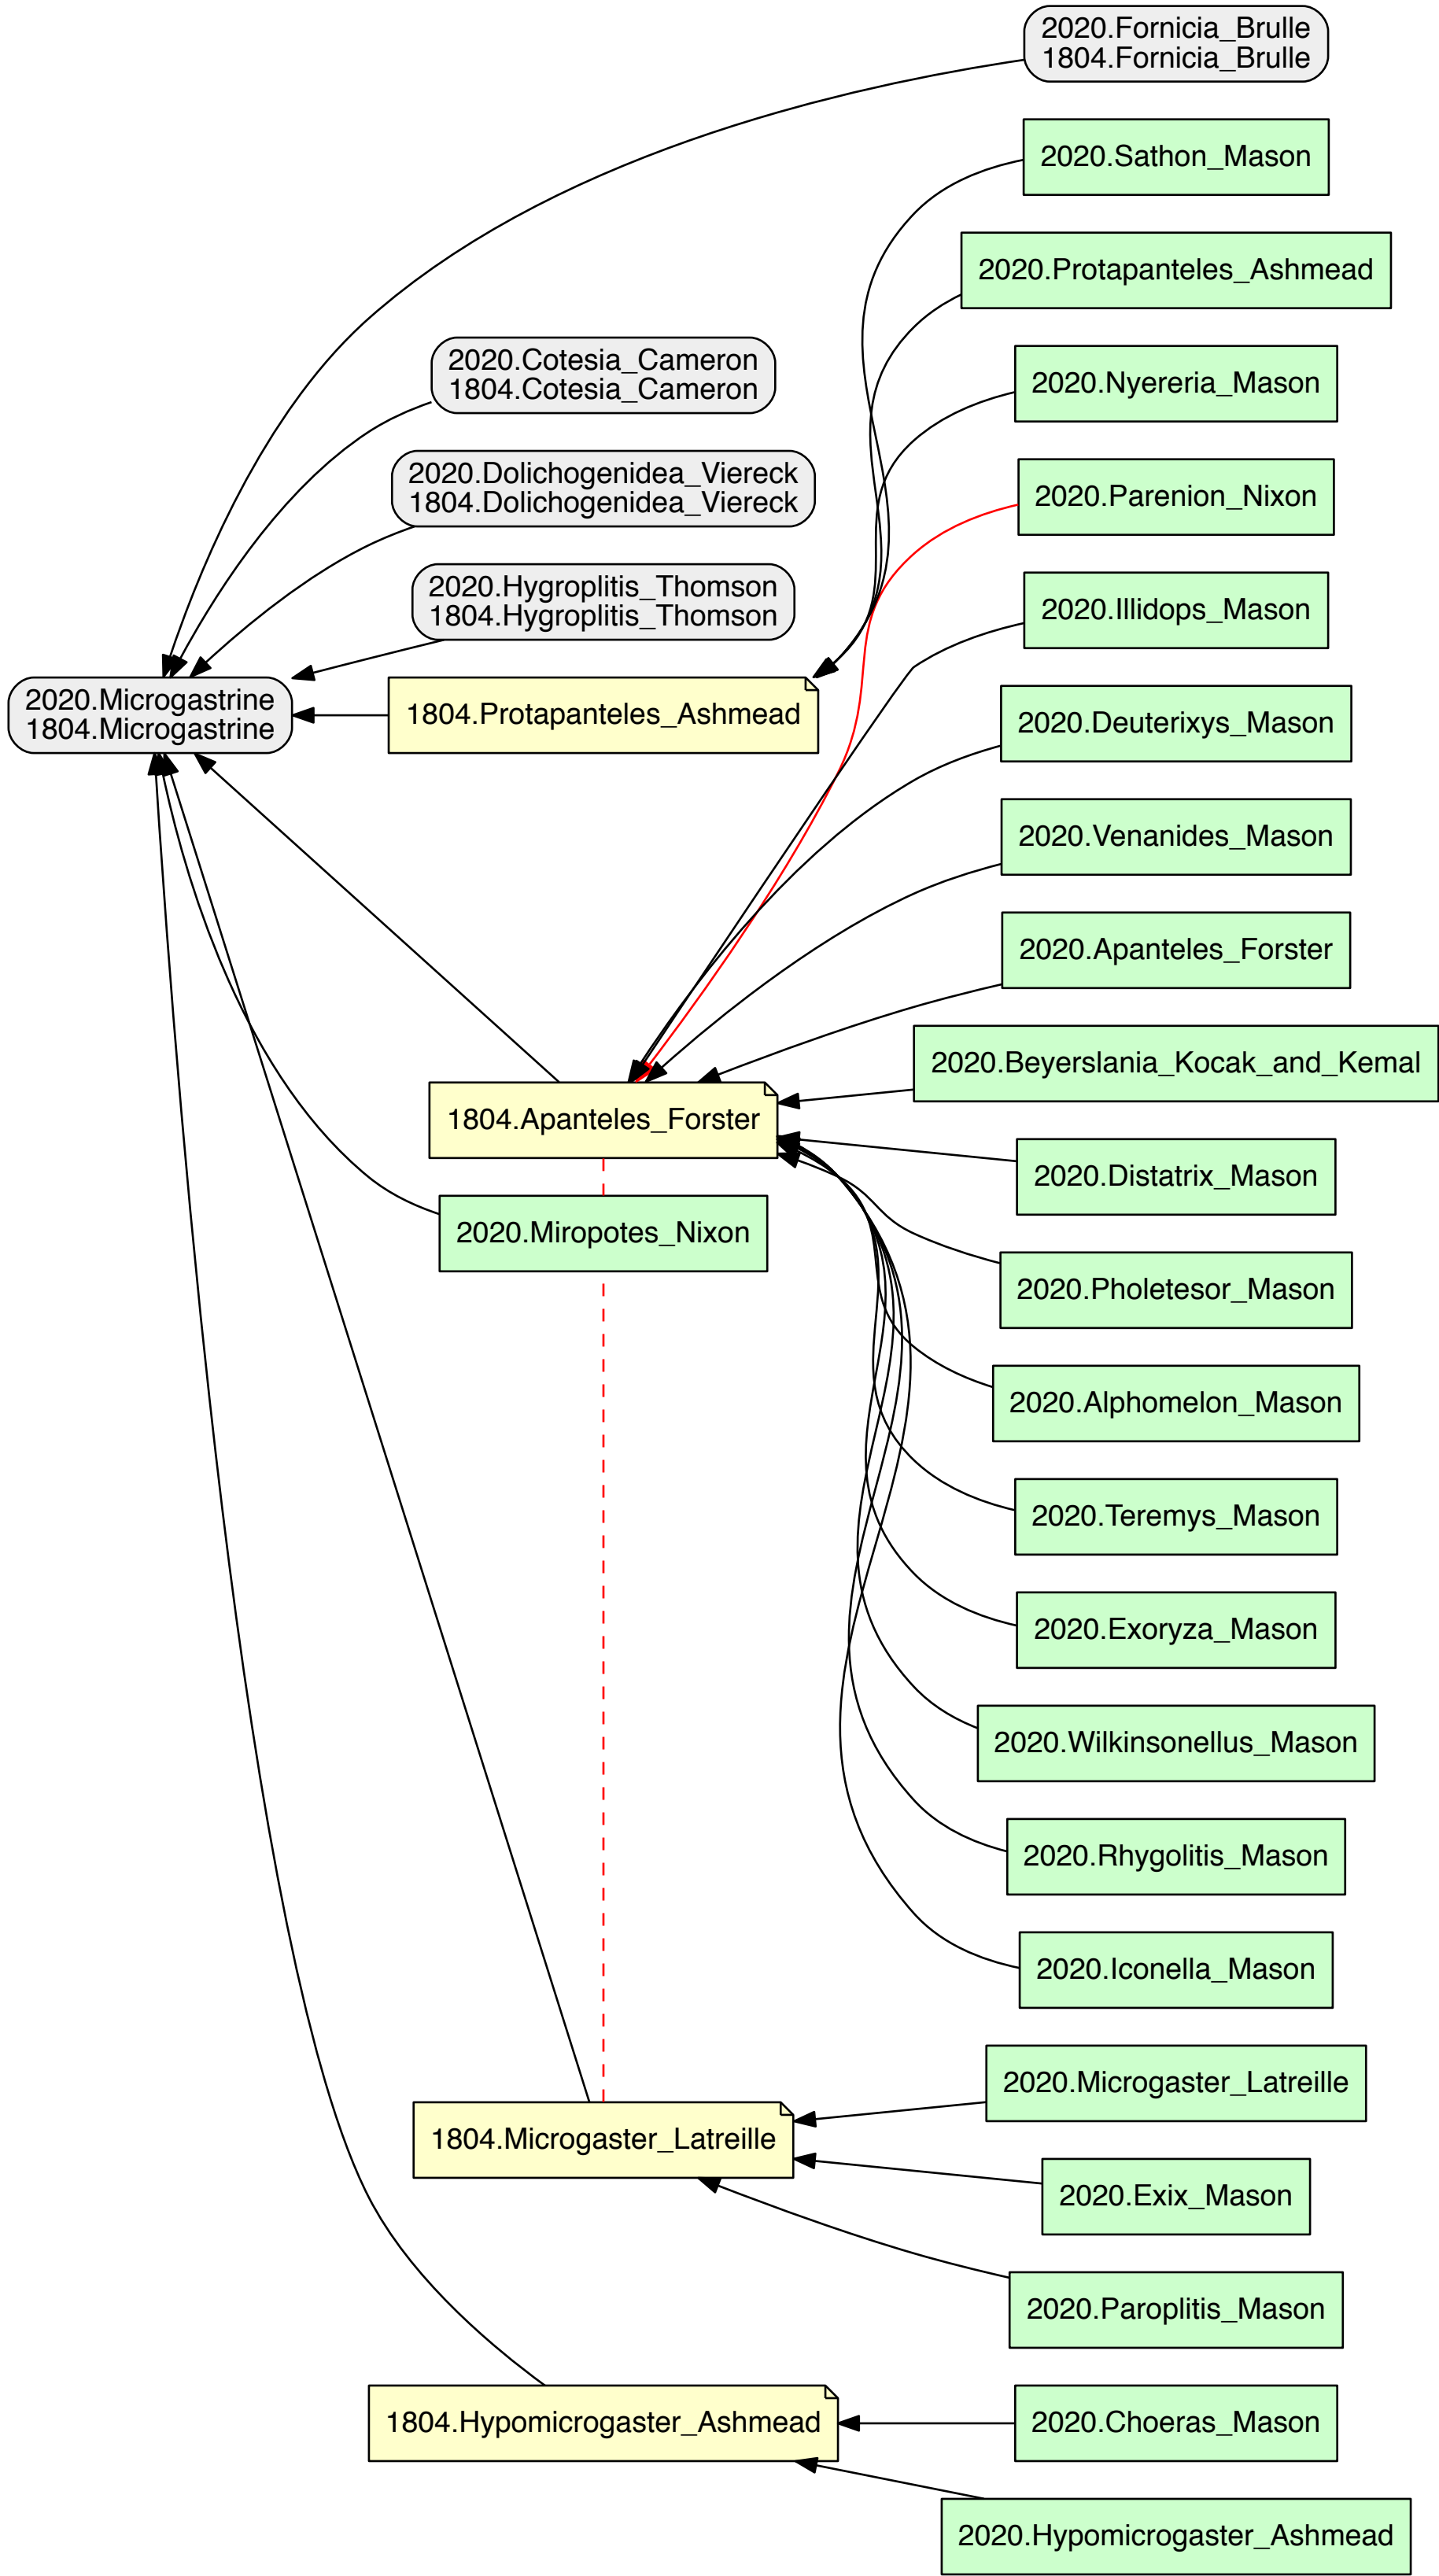 2020.Fornicia_Brulle
1804.Fornicia_Brulle
2020.Sathon_Mason
2020.Protapanteles_Ashmead
2020.Cotesia_Cameron
1804.Cotesia_Cameron
2020.Nyereria_Mason
2020.Dolichogenidea_Viereck
1804.Dolichogenidea_Viereck
2020.Parenion_Nixon
2020.Hygroplitis_Thomson
1804.Hygroplitis_Thomson
2020.Illidops_Mason
2020.Microgastrine
1804.Microgastrine
1804.Protapanteles_Ashmead
2020.Deuterixys_Mason
2020.Venanides_Mason
2020.Apanteles_Forster
2020.Beyerslania_Kocak_and_Kemal
1804.Apanteles_Forster
2020.Distatrix_Mason
2020.Miropotes_Nixon
2020.Pholetesor_Mason
2020.Alphomelon_Mason
2020.Teremys_Mason
2020.Exoryza_Mason
2020.Wilkinsonellus_Mason
2020.Rhygolitis_Mason
2020.Iconella_Mason
2020.Microgaster_Latreille
1804.Microgaster_Latreille
2020.Exix_Mason
2020.Paroplitis_Mason
1804.Hypomicrogaster_Ashmead
2020.Choeras_Mason
2020.Hypomicrogaster_Ashmead